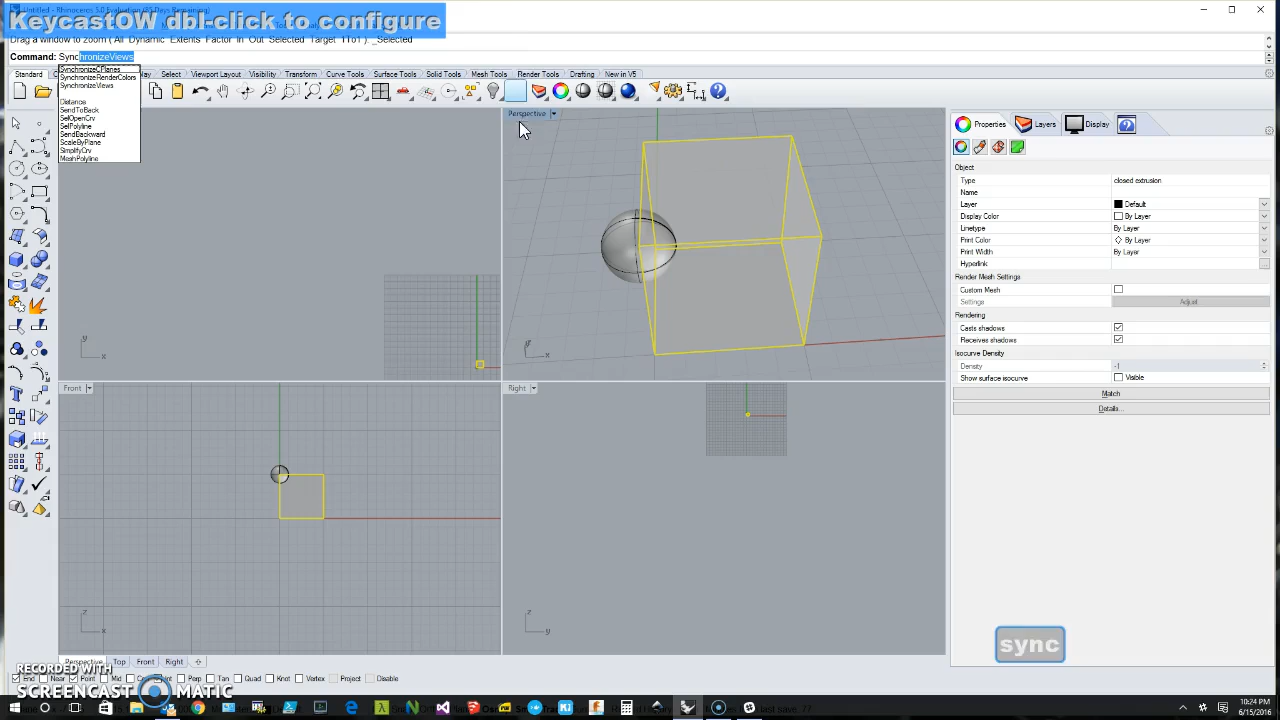 Untitled - Rhinoceros 5.0 Evaluation (85 Days Remaining)
KeycastOW dbl-click to configure
Drag a window to zoom ( All Dynamic Extents Factor In Out Selected Target 1To1 ): _Selected
Command: SynchronizeViews
Standard
Display
Select
Viewport Layout
Visibility
Transform
Curve Tools
Surface Tools
Solid Tools
Mesh Tools
Render Tools
Drafting
New in V5
SynchronizeCPlanes
SynchronizeRenderColors
SynchronizeViews
Distance
SendToBack
SelOpenCrv
SelPolyline
SendBackward
ScaleByPlane
SimplifyCrv
MeshPolyline
Perspective
y
x
y
x
Front
Right
z
x
z
y
Properties
Layers
Display
Object
Type closed extrusion
Name
Layer Default
Display Color By Layer
Linetype By Layer
Print Color By Layer
Print Width By Layer
Hyperlink
Render Mesh Settings
Custom Mesh
Settings Adjust
Rendering
Casts shadows
Receives shadows
Isocurve Density
Density -1
Show surface isocurve Visible
Match
Details...
sync
Perspective Top Front Right
End Near Point Mid Cen Int Perp Tan Quad Knot Vertex Project Disable
RECORDED WITH
SCREENCAST MATIC
10:24 PM
6/15/2016